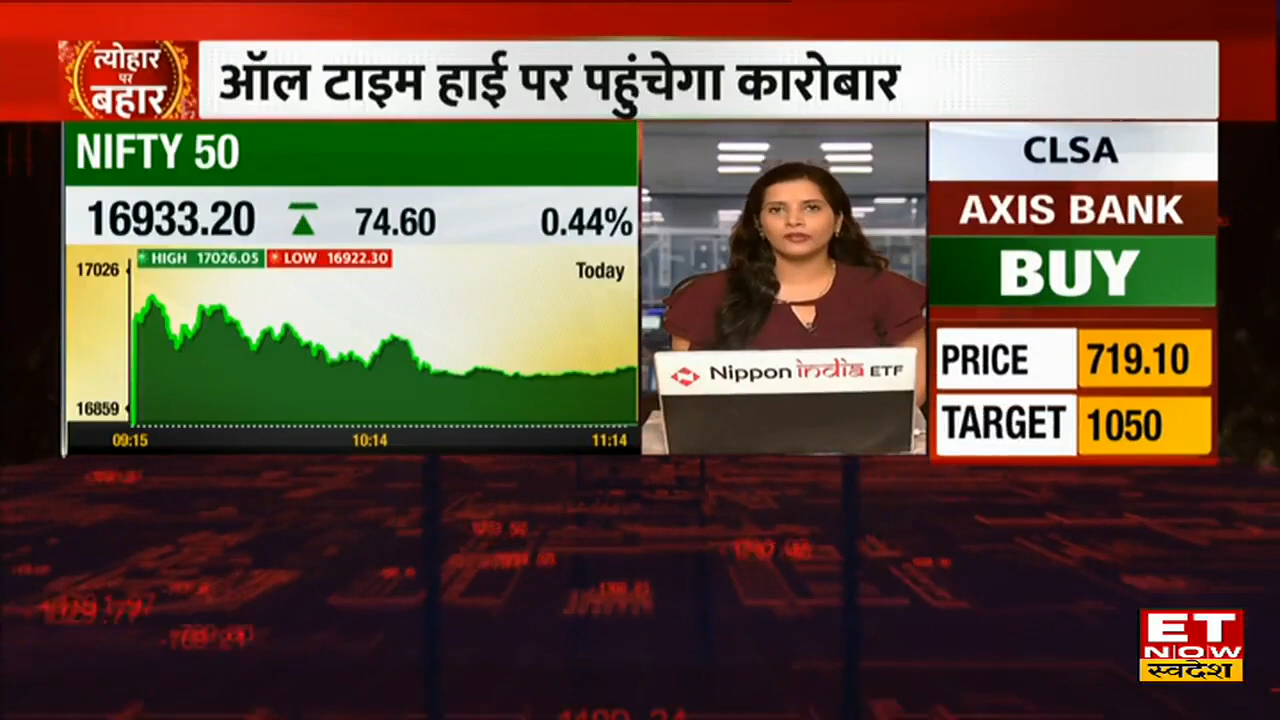 त्योहार
पर
बहार
ऑल टाइम हाई पर पहुंचेगा कारोबार
NIFTY 50
16933.20 74.60 0.44%
HIGH 17026.05 LOW 16922.30
Today
17026
16859
09:15 10:14 11:14
Nippon india ETF
CLSA
AXIS BANK
BUY
PRICE 719.10
TARGET 1050
ET
NOW
स्वदेश